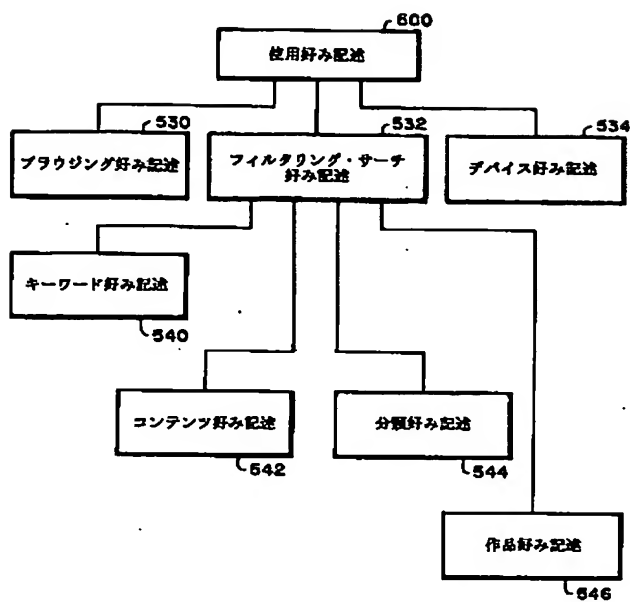 600
使用好み記述
530
ブラウジング好み記述
532
フィルタリング・サーチ
好み記述
534
デバイス好み記述
キーワード好み記述
540
コンテンツ好み記述
542
分類好み記述
544
作品好み記述
546